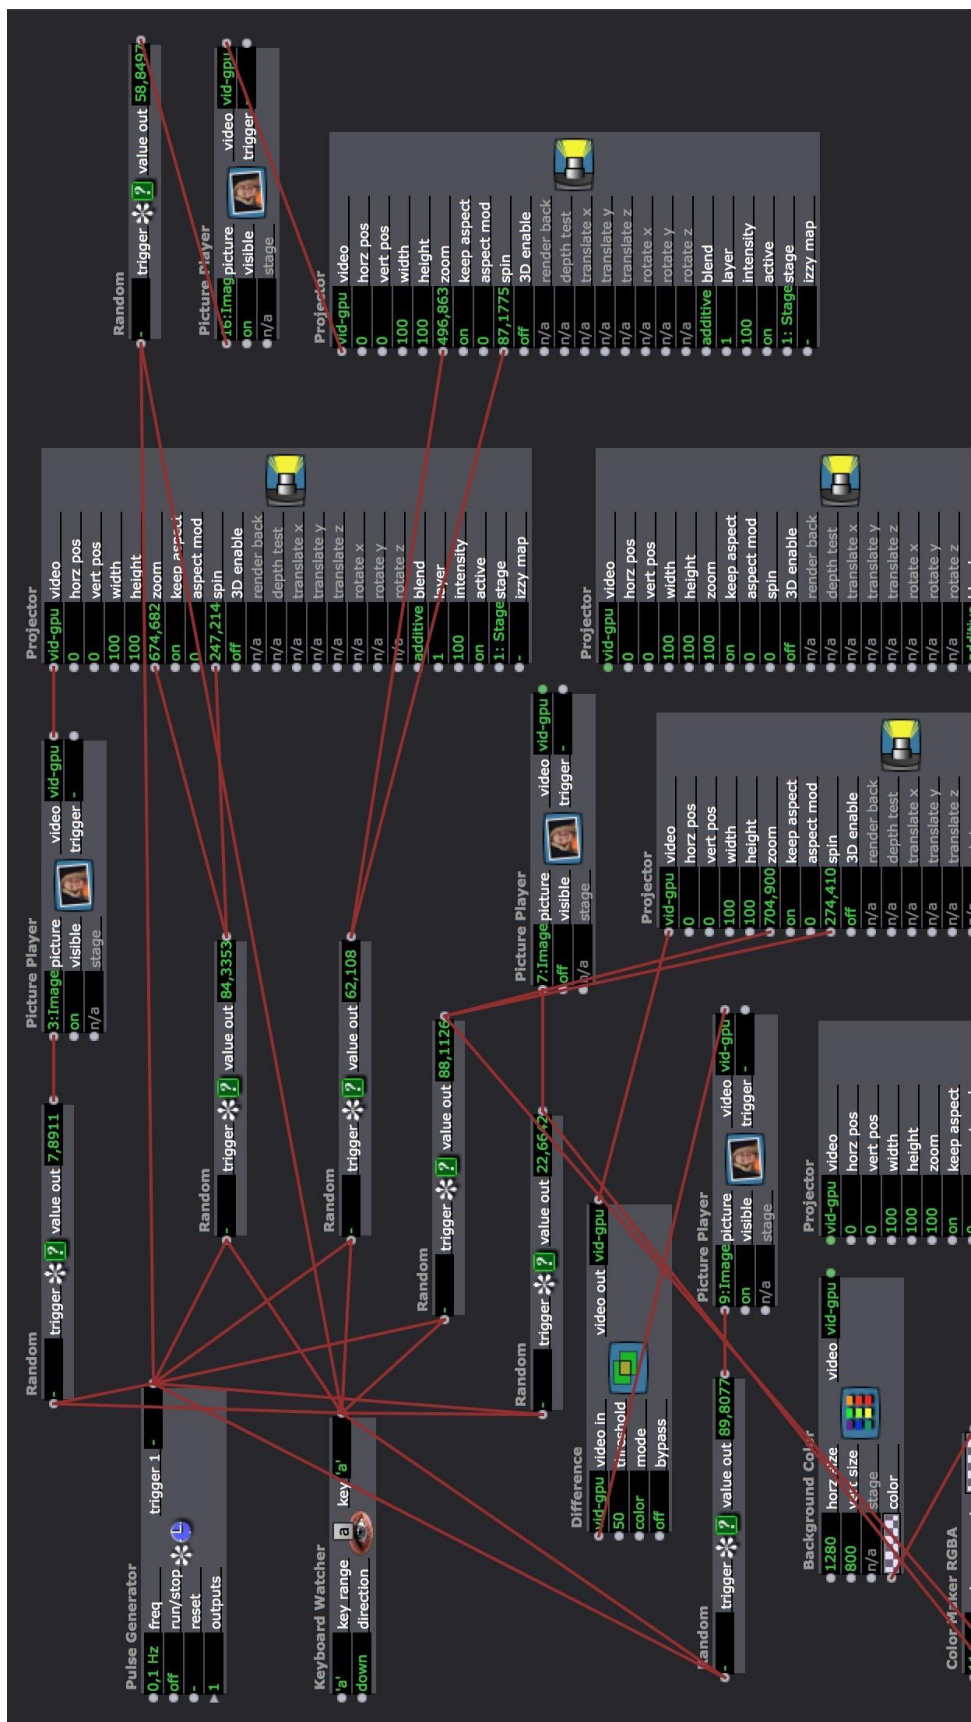 Random
- trigger value out 7,8911
Picture Player
3:Image picture video vid-gpu
on visible trigger -
n/a stage
Projector
vid-gpu video
0 horz pos
0 vert pos
100 width
100 height
674,682 zoom
on keep aspect
0 aspect mod
247,214 spin
off 3D enable
n/a render back
n/a depth test
n/a translate x
n/a translate y
n/a translate z
n/a rotate x
n/a rotate y
n/a rotate z
additive blend
1 layer
100 intensity
on active
1: Stage stage
- izzy map
Random
- trigger value out 58,8497
Picture Player
16:Imag picture video vid-gpu
on visible trigger -
n/a stage
Pulse Generator
0,1 Hz freq trigger 1 -
off run/stop
- reset
1 outputs
Random
- trigger value out 84,3353
Keyboard Watcher
'a' key range key 'a'
down direction
Random
- trigger value out 62,108
Projector
vid-gpu video
0 horz pos
0 vert pos
100 width
100 height
496,863 zoom
on keep aspect
0 aspect mod
87,1775 spin
off 3D enable
n/a render back
n/a depth test
n/a translate x
n/a translate y
n/a translate z
n/a rotate x
n/a rotate y
n/a rotate z
additive blend
1 layer
100 intensity
on active
1: Stage stage
- izzy map
Random
- trigger value out 88,1126
Random
- trigger value out 22,6642
Picture Player
7:Image picture video vid-gpu
off visible trigger -
n/a stage
Difference
vid-gpu video in video out vid-gpu
50 threshold
color mode
off bypass
Projector
vid-gpu video
0 horz pos
0 vert pos
100 width
100 height
100 zoom
on keep aspect
0 aspect mod
0 spin
off 3D enable
n/a render back
n/a depth test
n/a translate x
n/a translate y
n/a translate z
n/a rotate x
n/a rotate y
n/a rotate z
Projector
vid-gpu video
0 horz pos
0 vert pos
100 width
100 height
704,900 zoom
on keep aspect
0 aspect mod
274,410 spin
off 3D enable
n/a render back
n/a depth test
n/a translate x
n/a translate y
n/a translate z
Random
- trigger value out 89,8077
Picture Player
9:Image picture video vid-gpu
on visible trigger -
n/a stage
Background Color
1280 horz size video vid-gpu
800 vert size
n/a stage
color
Projector
vid-gpu video
0 horz pos
0 vert pos
100 width
100 height
100 zoom
on keep aspect
Color Maker RGBA